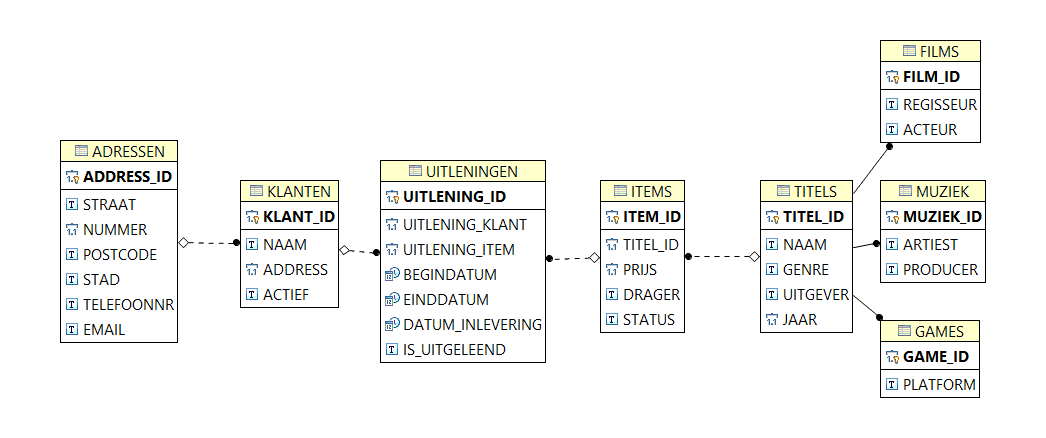 ADRESSEN
ADDRESS_ID
STRAAT
NUMMER
POSTCODE
STAD
TELEFOONNR
EMAIL
KLANTEN
KLANT_ID
NAAM
ADDRESS
ACTIEF
UITLENINGEN
UITLENING_ID
UITLENING_KLANT
UITLENING_ITEM
BEGINDATUM
EINDDATUM
DATUM_INLEVERING
IS_UITGELEEND
ITEMS
ITEM_ID
TITEL_ID
PRIJS
DRAGER
STATUS
TITELS
TITEL_ID
NAAM
GENRE
UITGEVER
JAAR
FILMS
FILM_ID
REGISSEUR
ACTEUR
MUZIEK
MUZIEK_ID
ARTIEST
PRODUCER
GAMES
GAME_ID
PLATFORM